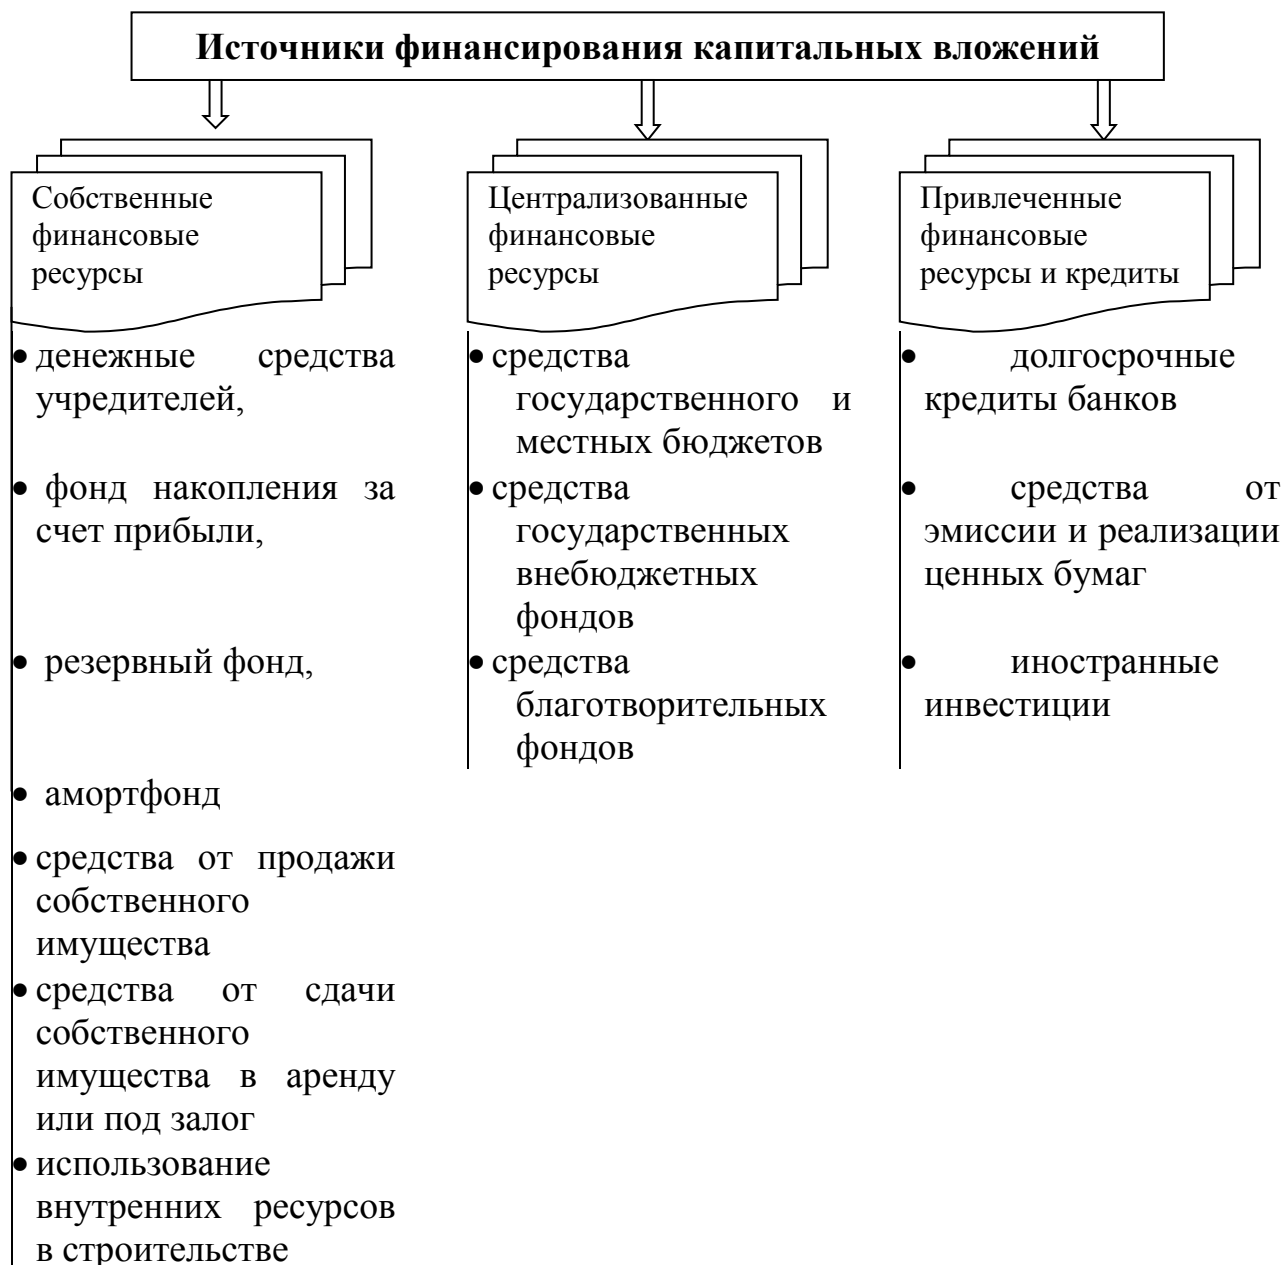 Источники финансирования капитальных вложений
Собственные
финансовые
ресурсы
• денежные средства
учредителей,
• фонд накопления за
счет прибыли,
• резервный фонд,
• амортфонд
• средства от продажи
собственного
имущества
• средства от сдачи
собственного
имущества в аренду
или под залог
• использование
внутренних ресурсов
в строительстве
Централизованные
финансовые
ресурсы
• средства
государственного и
местных бюджетов
• средства
государственных
внебюджетных
фондов
• средства
благотворительных
фондов
Привлеченные
финансовые
ресурсы и кредиты
• долгосрочные
кредиты банков
• средства от
эмиссии и реализации
ценных бумаг
• иностранные
инвестиции